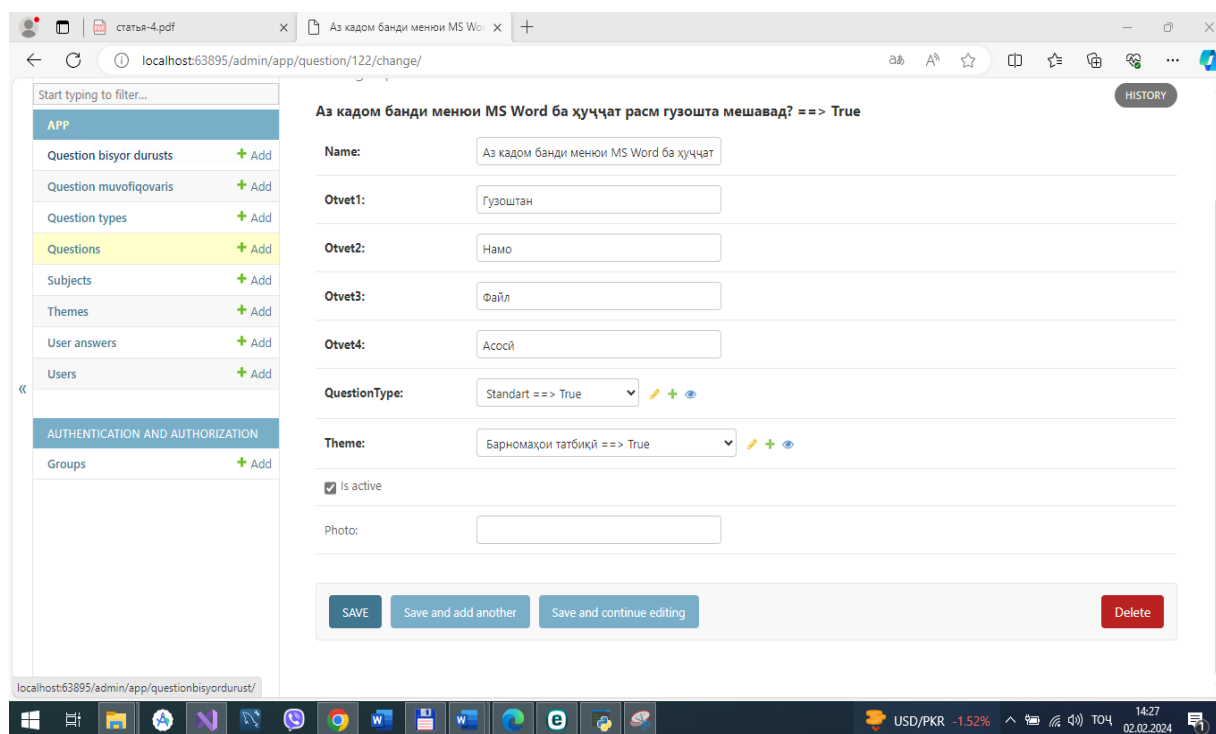 статья-4.pdf
Аз кадом банди менюи MS Wo
localhost:63895/admin/app/question/122/change/
Start typing to filter...
APP
Question bisyor durusts + Add
Question muvofiqovaris + Add
Question types + Add
Questions + Add
Subjects + Add
Themes + Add
User answers + Add
Users + Add
AUTHENTICATION AND AUTHORIZATION
Groups + Add
HISTORY
Аз кадом банди менюи MS Word ба ҳуҷҷат расм гузошта мешавад? ==> True
Name: Аз кадом банди менюи MS Word ба ҳуҷҷат
Otvet1: Гузоштан
Otvet2: Намо
Otvet3: Файл
Otvet4: Асосӣ
QuestionType: Standart ==> True
Theme: Барномаҳои татбиқӣ ==> True
Is active
Photo:
SAVE Save and add another Save and continue editing Delete
localhost:63895/admin/app/questionbisyordurust/
USD/PKR -1.52% ТОҶ 14:27
02.02.2024